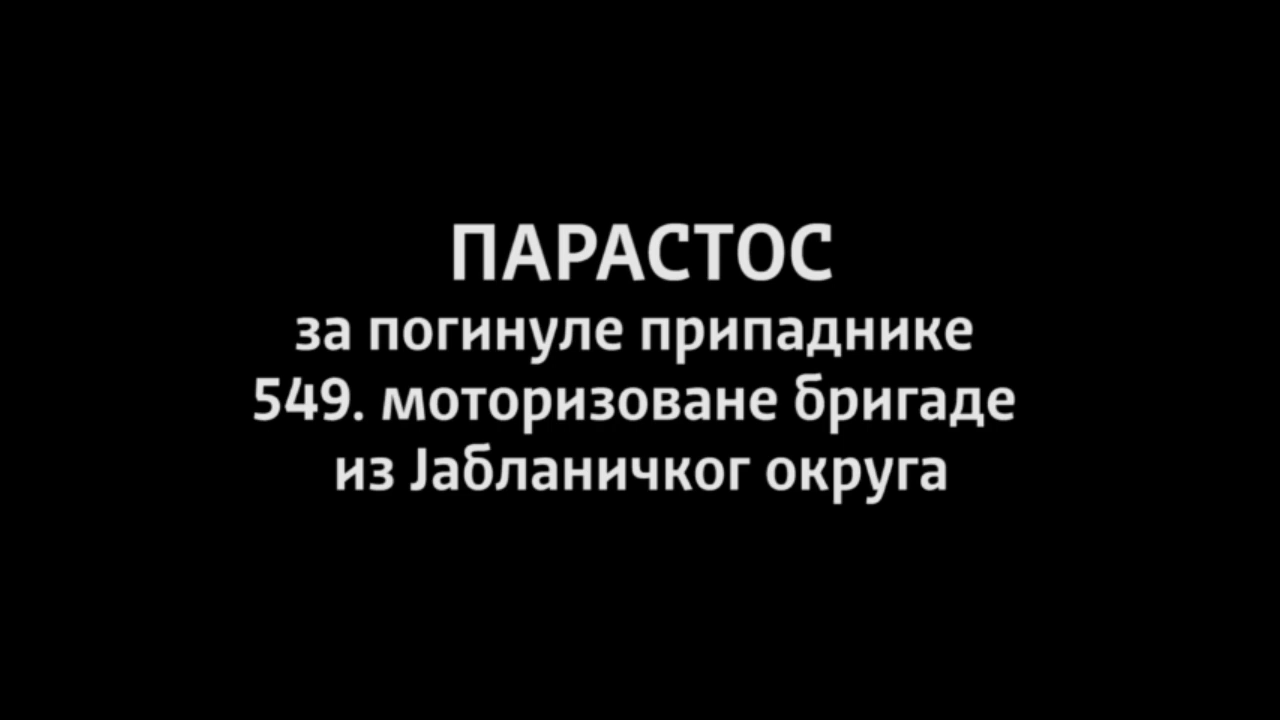 ПАРАСТОС
за погинуле припаднике
549. моторизоване бригаде
из Јабланичког округа